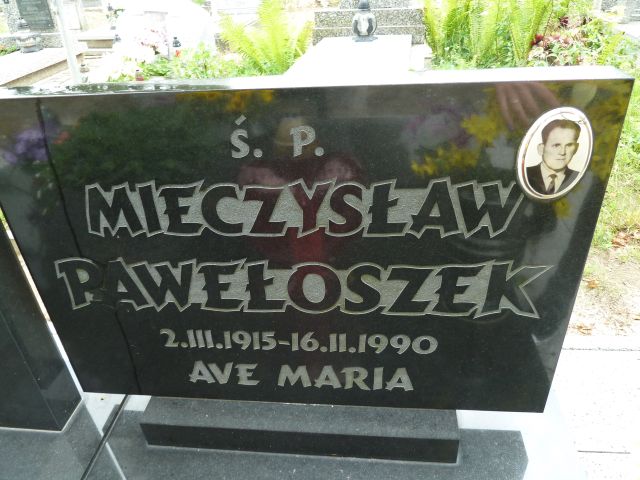 Ś. P.
MIECZYSŁAW
PAWEŁOSZEK
2.III.1915-16.II.1990
AVE MARIA